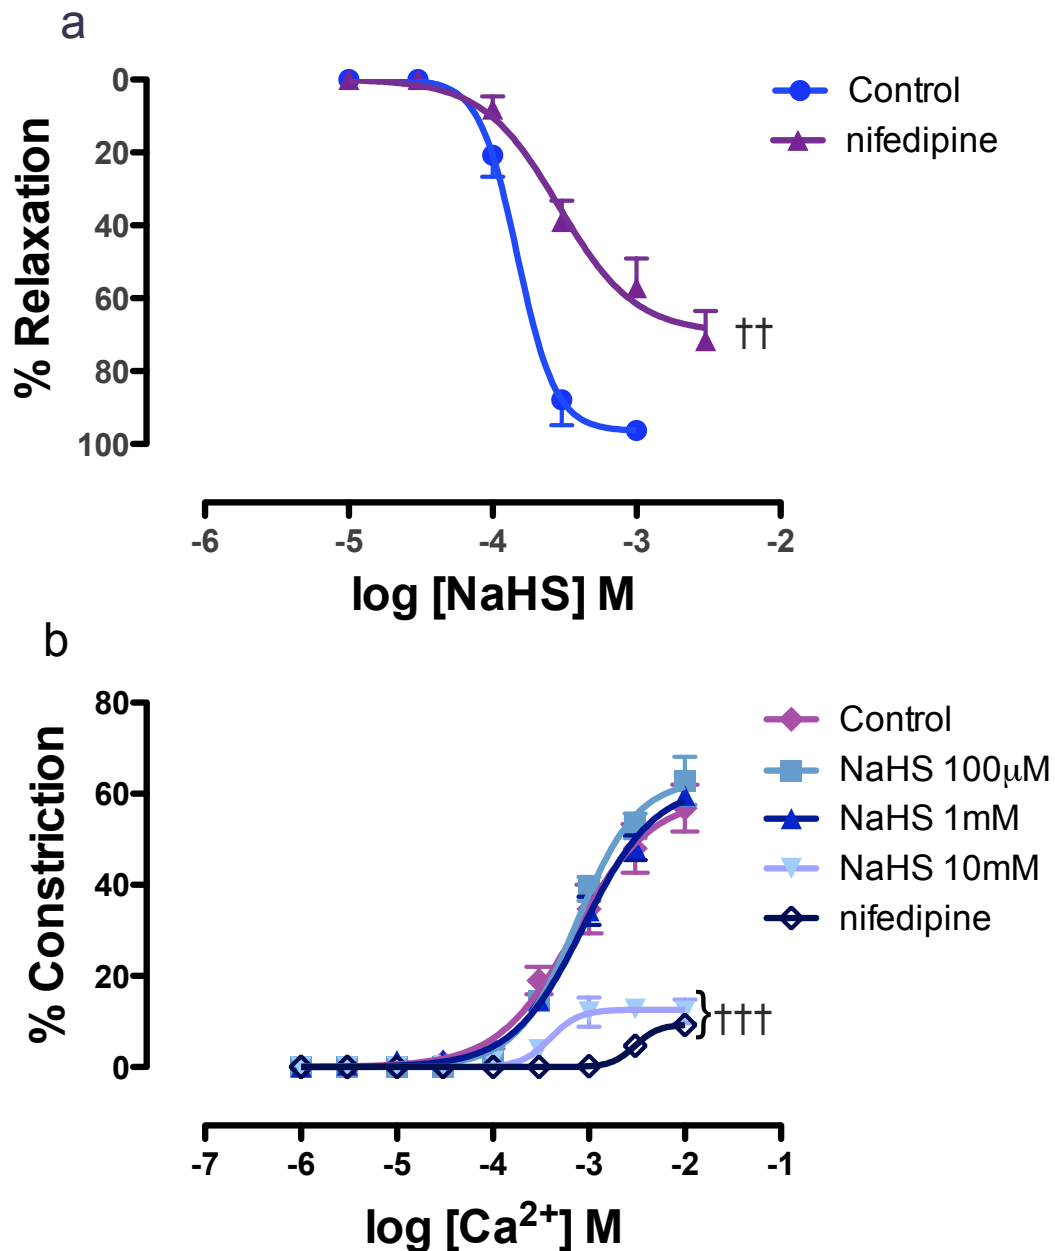 a
% Relaxation
0
20
40
60
80
100
Control
nifedipine
††
-6 -5 -4 -3 -2
log [NaHS] M
b
% Constriction
80
60
40
20
0
Control
NaHS 100μM
NaHS 1mM
NaHS 10mM
nifedipine
}†††
-7 -6 -5 -4 -3 -2 -1
log [Ca²⁺] M